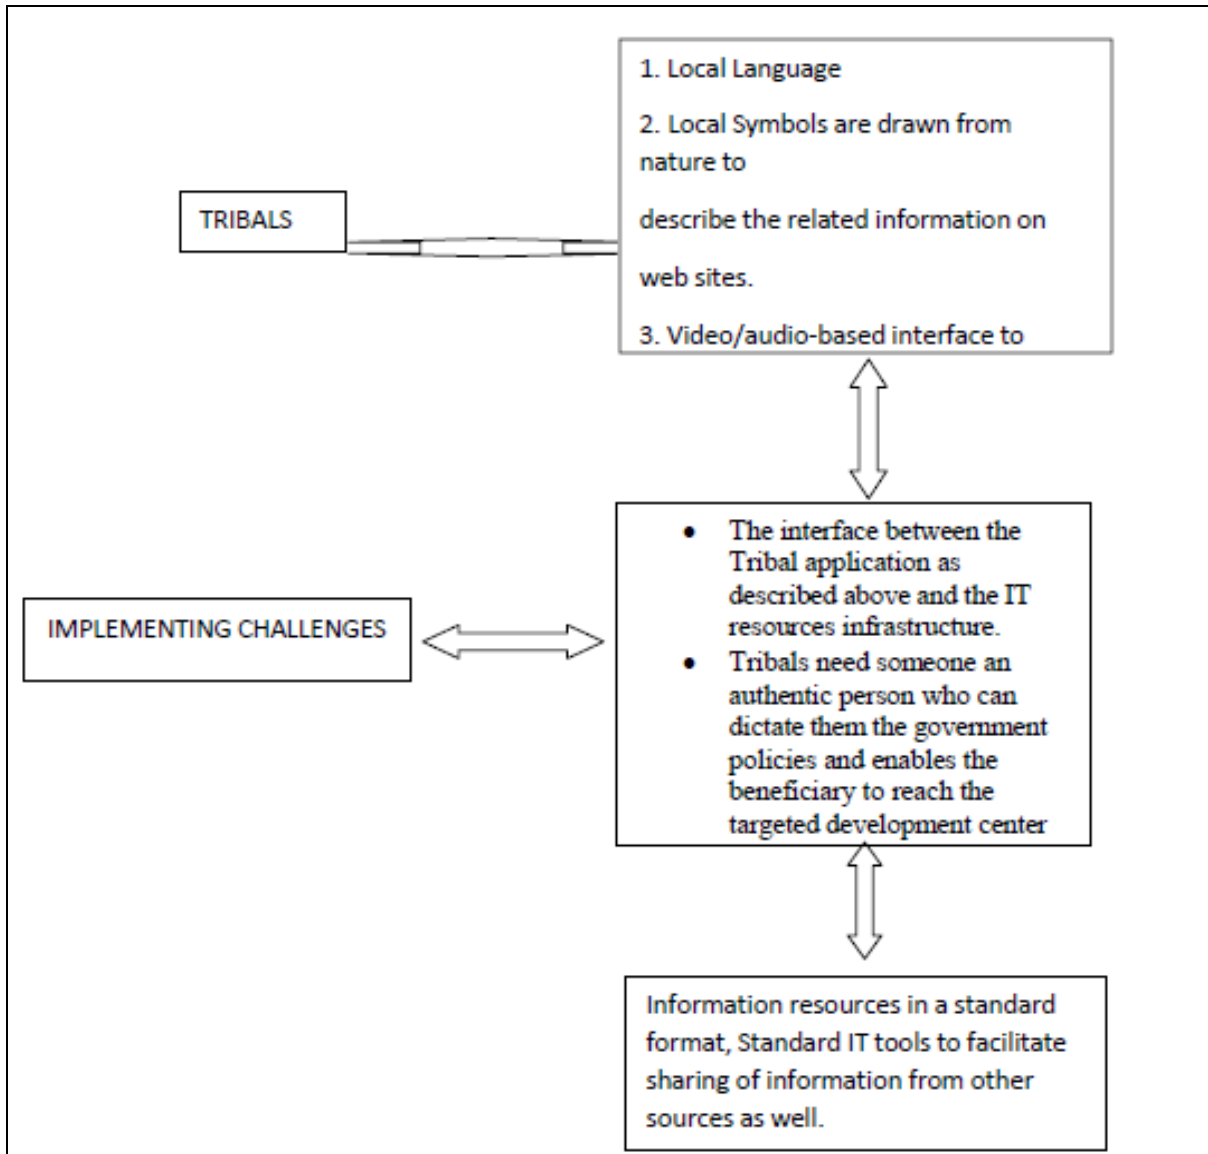 TRIBALS
1. Local Language
2. Local Symbols are drawn from
nature to
describe the related information on
web sites.
3. Video/audio-based interface to
IMPLEMENTING CHALLENGES
• The interface between the
Tribal application as
described above and the IT
resources infrastructure.
• Tribals need someone an
authentic person who can
dictate them the government
policies and enables the
beneficiary to reach the
targeted development center
Information resources in a standard
format, Standard IT tools to facilitate
sharing of information from other
sources as well.